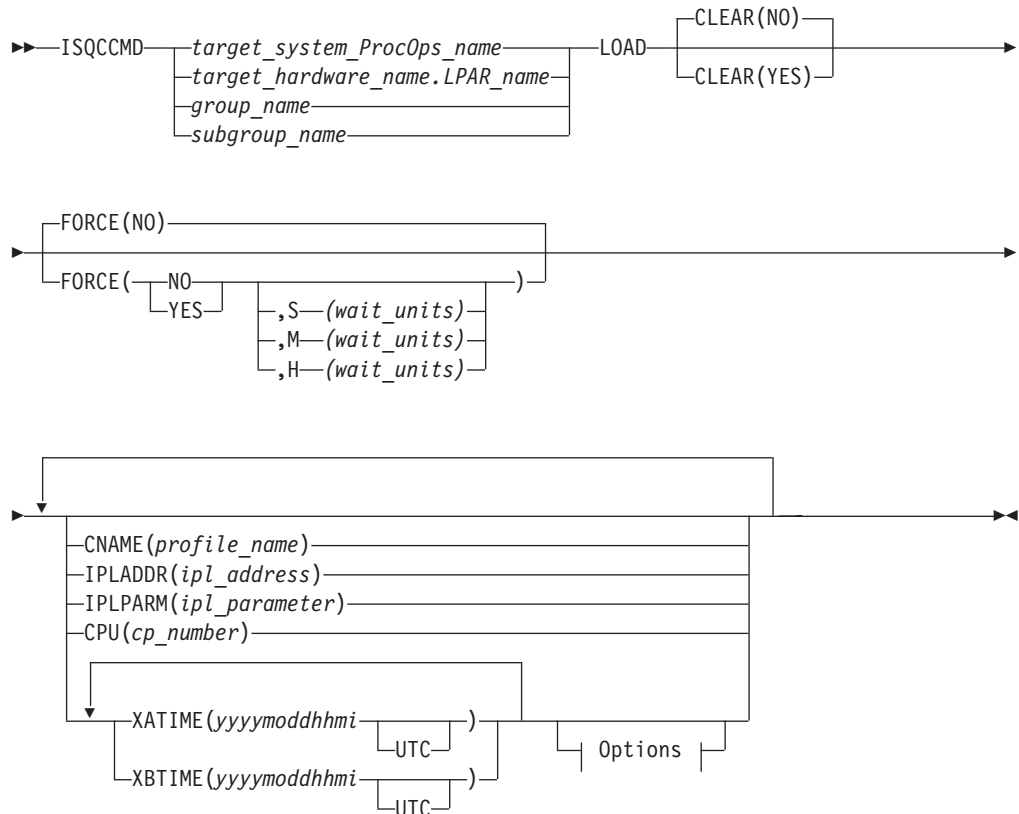 CLEAR(NO)
ISQCCMD target_system_ProcOps_name LOAD
target_hardware_name.LPAR_name CLEAR(YES)
group_name
subgroup_name
FORCE(NO)
FORCE( NO )
YES ,S (wait_units)
,M (wait_units)
,H (wait_units)
CNAME(profile_name)
IPLADDR(ipl_address)
IPLPARM(ipl_parameter)
CPU(cp_number)
XATIME(yyyymoddhhmi )
UTC Options
XBTIME(yyyymoddhhmi )
UTC